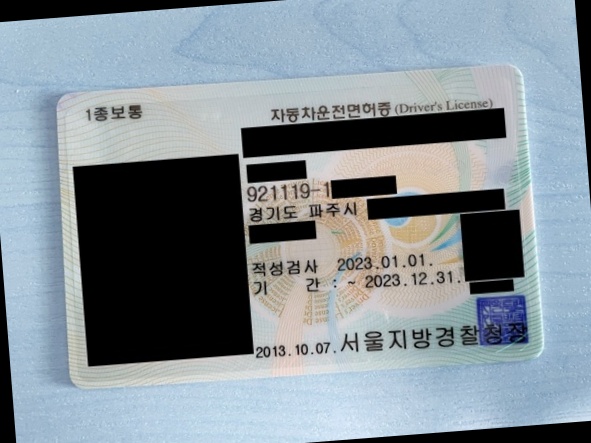 1종보통
자동차운전면허증 (Driver's License)
921119-1
경기도 파주시
적성검사 2023.01.01.
기 간 : ~ 2023.12.31.
2013.10.07. 서울지방경찰청장